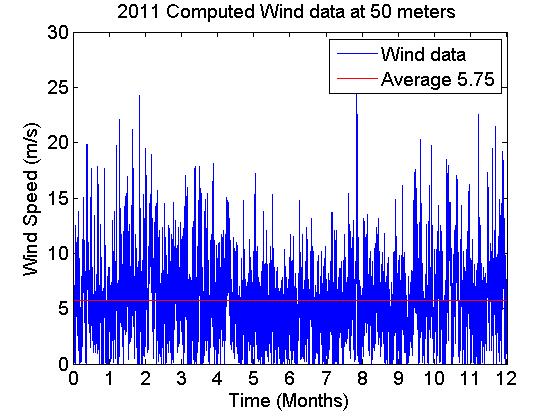 2011 Computed Wind data at 50 meters
30
25
20
15
10
5
0
Wind Speed (m/s)
Wind data
Average 5.75
0 1 2 3 4 5 6 7 8 9 10 11 12
Time (Months)